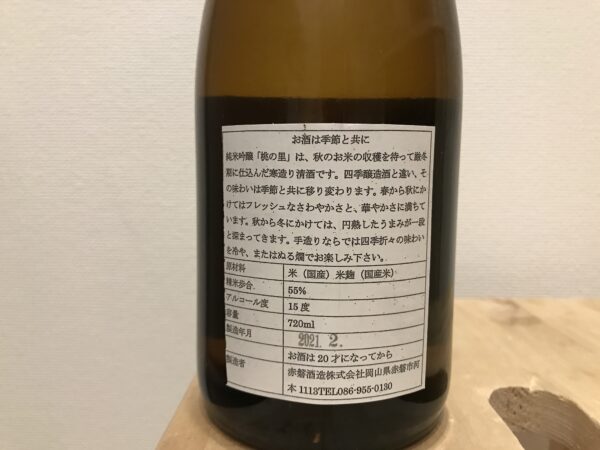 お酒は季節と共に
純米吟醸「桃の里」は、秋のお米の収穫を待って厳冬
期に仕込んだ寒造り清酒です。四季醸造酒と違い、そ
の味わいは季節と共に移り変わります。春から秋にか
けてはフレッシュなさわやかさと、華やかさに満ちて
います。秋から冬にかけては、円熟したうまみが一段
と深まってきます。手造りならでは四季折々の味わい
を冷や、またはぬる燗でお楽しみ下さい。
原材料 米（国産）米麹（国産米）
精米歩合 55%
アルコール度 15度
容量 720ml
製造年月 2021. 2.
お酒は20才になってから
製造者 赤磐酒造株式会社岡山県赤磐市河
本1113TEL086-955-0130